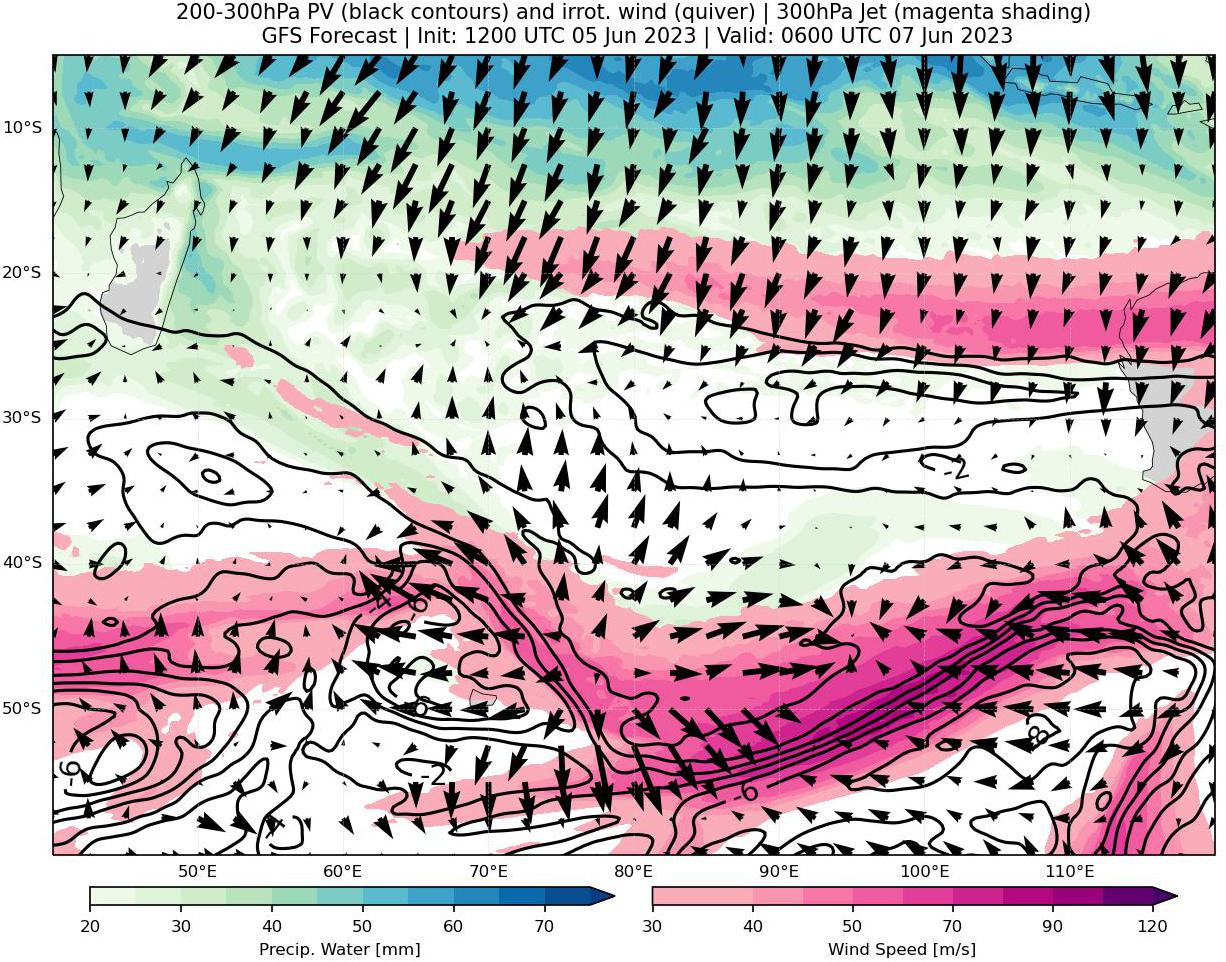 200-300hPa PV (black contours) and irrot. wind (quiver) | 300hPa Jet (magenta shading)
GFS Forecast | Init: 1200 UTC 05 Jun 2023 | Valid: 0600 UTC 07 Jun 2023
10°S
20°S
30°S
-2
40°S
-6
50°S
-8
-6
-2
-6
50°E 60°E 70°E 80°E 90°E 100°E 110°E
20 30 40 50 60 70
30 40 50 70 90 120
Precip. Water [mm]
Wind Speed [m/s]